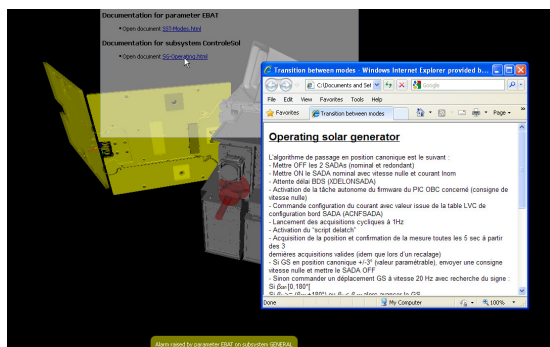 Documentation for parameter EBAT
•Open document SST-Modes.html
Documentation for subsystem ControleSol
•Open document SG-Operating.html
Transition between modes - Windows Internet Explorer provided b...
C:\Documents and Set
Google
File Edit View Favorites Tools Help
Favorites Transition between modes Page
Operating solar generator
L'algorithme de passage en position canonique est le suivant :
- Mettre OFF les 2 SADAs (nominal et redondant)
- Mettre ON le SADA nominal avec vitesse nulle et courant Inom
- Attente délai BDS (XDELONSADA)
- Activation de la tâche autonome du firmware du PIC OBC concerné (consigne de
vitesse nulle)
- Commande configuration du courant avec valeur issue de la table LVC de
configuration bord SADA (ACNFSADA)
- Lancement des acquisitions cycliques à 1Hz
- Activation du "script delatch"
- Acquisition de la position et confirmation de la mesure toutes les 5 sec à partir
des 3
dernières acquisitions valides (idem que lors d'un recalage)
- Si GS en position canonique +/-3° (valeur paramétrable), envoyer une consigne
vitesse nulle et mettre le SADA OFF
- Sinon commander un déplacement GS à vitesse 20 Hz avec recherche du signe :
Si [0,180°[
Done My Computer 100%
Alarm raised by parameter EBAT on subsystem GENERAL